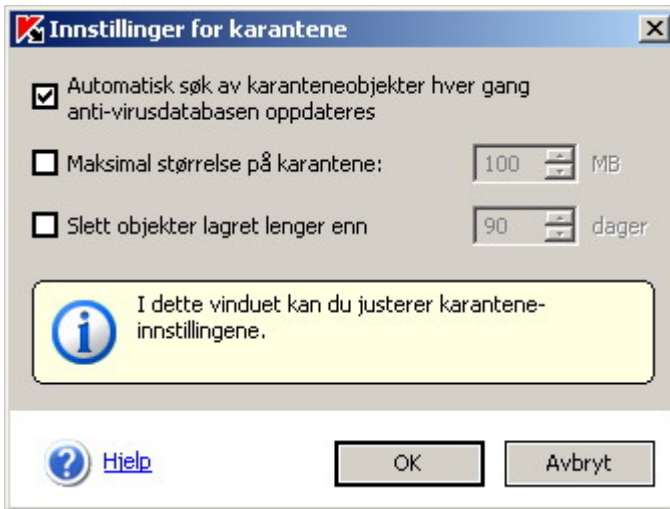 Innstillinger for karantene
Automatisk søk av karanteneobjekter hver gang
anti-virusdatabasen oppdateres
Maksimal størrelse på karantene: 100 MB
Slett objekter lagret lenger enn 90 dager
I dette vinduet kan du justerer karantene-
innstillingene.
Hjelp OK Avbryt